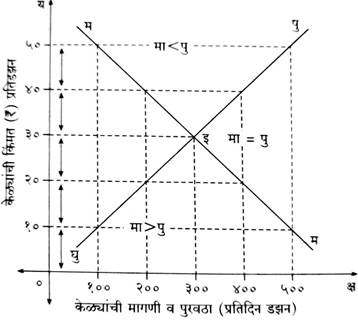 य
म
पु
५०
मा<पु
४०
३०
इ
मा = पु
२०
१०
मा>पु
पु
म
०
१०० २०० ३०० ४०० ५०० क्ष
केळ्यांची किंमत (₹) प्रतिडझन
केळ्यांची मागणी व पुरवठा (प्रतिदिन डझन)